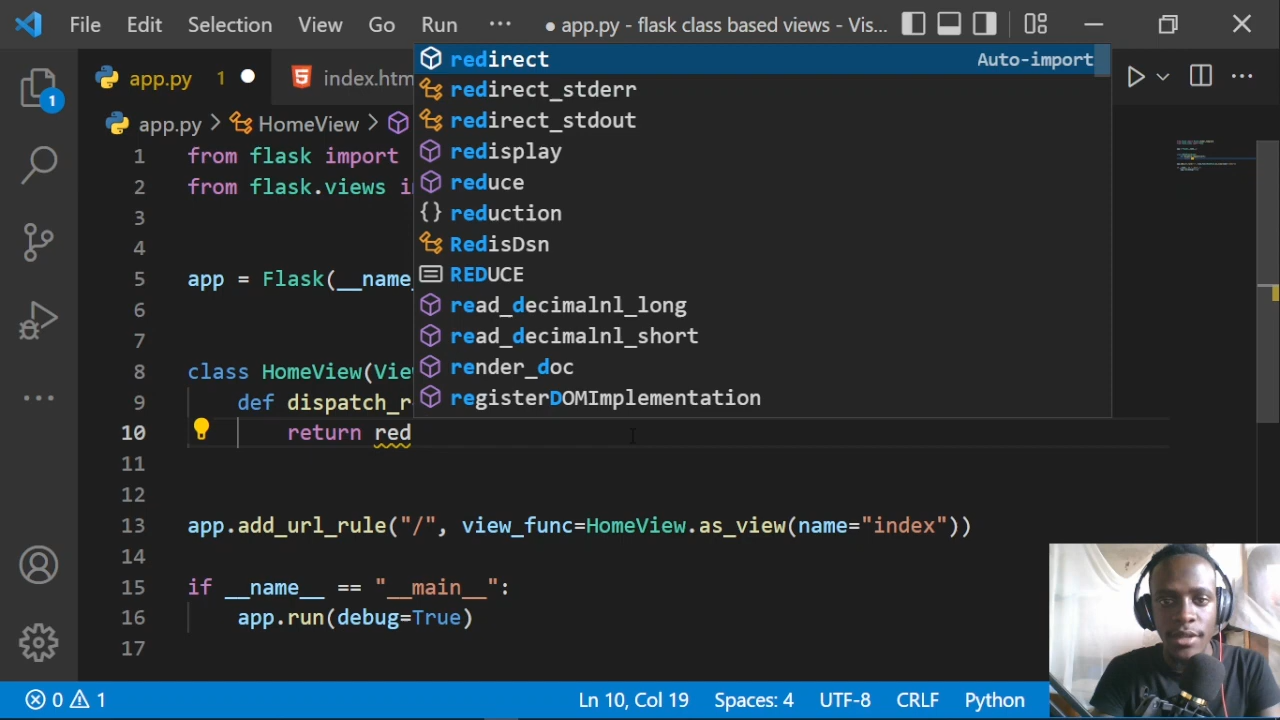 File Edit Selection View Go Run ··· ● app.py - flask class based views - Vis...
app.py 1 ● index.htm
app.py > HomeView >
redirect Auto-import
redirect_stderr
redirect_stdout
redisplay
reduce
reduction
RedisDsn
REDUCE
read_decimalnl_long
read_decimalnl_short
render_doc
registerDOMImplementation
1 from flask import
2 from flask.views i
3
4
5 app = Flask(__name_
6
7
8 class HomeView(Vie
9 def dispatch_r
10 return red
11
12
13 app.add_url_rule("/", view_func=HomeView.as_view(name="index"))
14
15 if __name__ == "__main__":
16 app.run(debug=True)
17
1
0 1 Ln 10, Col 19 Spaces: 4 UTF-8 CRLF Python